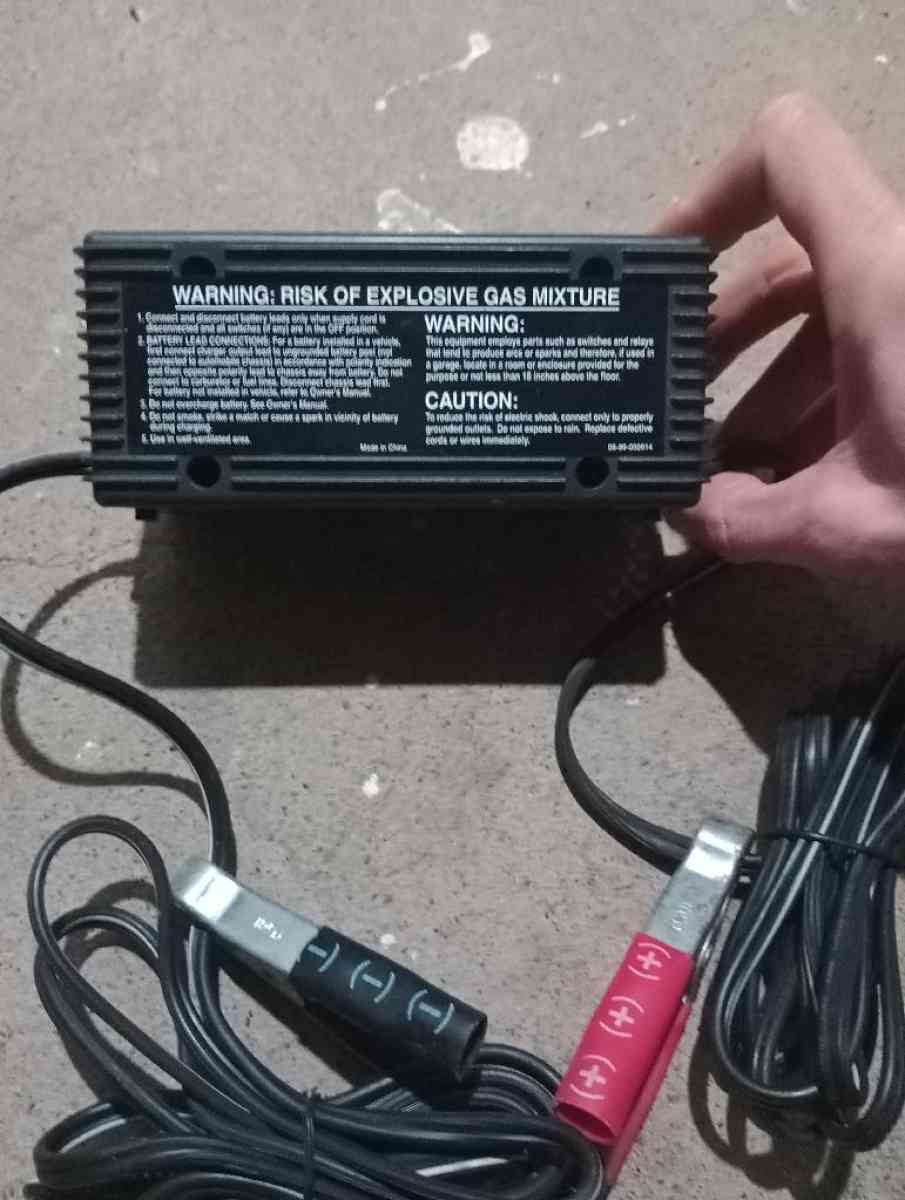 WARNING: RISK OF EXPLOSIVE GAS MIXTURE
1. Connect and disconnect battery leads only when supply cord is
disconnected and all switches (if any) are in the OFF position.
2. BATTERY LEAD CONNECTIONS: For a battery installed in a vehicle,
first connect charger output lead to ungrounded battery post (not
connected to automobile chassis) in accordance with polarity indication
and then opposite polarity lead to chassis away from battery. Do not
connect to carburetor or fuel lines. Disconnect chassis lead first.
For battery not installed in vehicle, refer to Owner's Manual.
3. Do not overcharge battery. See Owner's Manual.
4. Do not smoke, strike a match or cause a spark in vicinity of battery
during charging.
5. Use in well-ventilated area.
Made in China
WARNING:
This equipment employs parts such as switches and relays
that tend to produce arcs or sparks and therefore, if used in
a garage, locate in a room or enclosure provided for the
purpose or not less than 18 inches above the floor.
CAUTION:
To reduce the risk of electric shock, connect only to properly
grounded outlets. Do not expose to rain. Replace defective
cords or wires immediately.
(−) (−) (−)
(+)
(+)
(+)